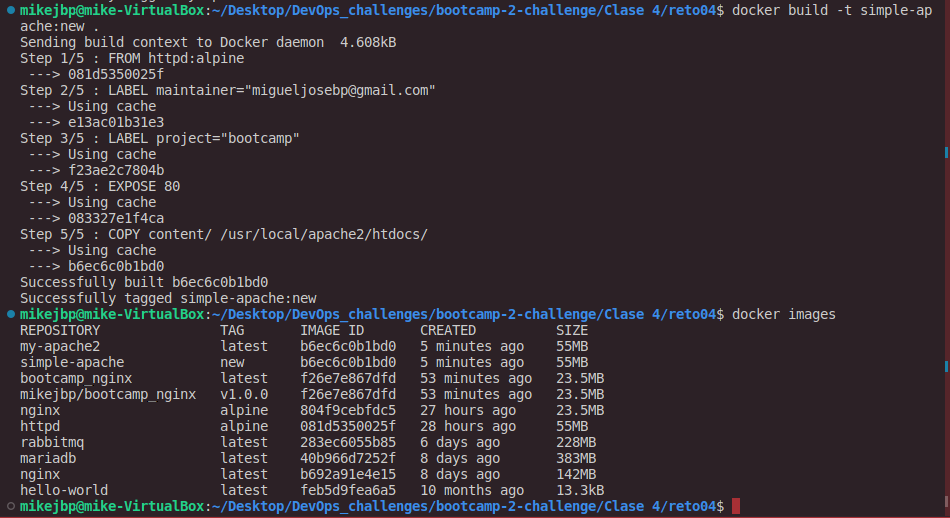 mikejbp@mike-VirtualBox:~/Desktop/DevOps_challenges/bootcamp-2-challenge/Clase 4/reto04$ docker build -t simple-ap
ache:new .
Sending build context to Docker daemon  4.608kB
Step 1/5 : FROM httpd:alpine
 ---> 081d5350025f
Step 2/5 : LABEL maintainer="migueljosebp@gmail.com"
 ---> Using cache
 ---> e13ac01b31e3
Step 3/5 : LABEL project="bootcamp"
 ---> Using cache
 ---> f23ae2c7804b
Step 4/5 : EXPOSE 80
 ---> Using cache
 ---> 083327e1f4ca
Step 5/5 : COPY content/ /usr/local/apache2/htdocs/
 ---> Using cache
 ---> b6ec6c0b1bd0
Successfully built b6ec6c0b1bd0
Successfully tagged simple-apache:new
mikejbp@mike-VirtualBox:~/Desktop/DevOps_challenges/bootcamp-2-challenge/Clase 4/reto04$ docker images
REPOSITORY               TAG       IMAGE ID       CREATED          SIZE
my-apache2               latest    b6ec6c0b1bd0   5 minutes ago    55MB
simple-apache            new       b6ec6c0b1bd0   5 minutes ago    55MB
bootcamp_nginx           latest    f26e7e867dfd   53 minutes ago   23.5MB
mikejbp/bootcamp_nginx   v1.0.0    f26e7e867dfd   53 minutes ago   23.5MB
nginx                    alpine    804f9cebfdc5   27 hours ago     23.5MB
httpd                    alpine    081d5350025f   28 hours ago     55MB
rabbitmq                 latest    283ec6055b85   6 days ago       228MB
mariadb                  latest    40b966d7252f   8 days ago       383MB
nginx                    latest    b692a91e4e15   8 days ago       142MB
hello-world              latest    feb5d9fea6a5   10 months ago    13.3kB
mikejbp@mike-VirtualBox:~/Desktop/DevOps_challenges/bootcamp-2-challenge/Clase 4/reto04$